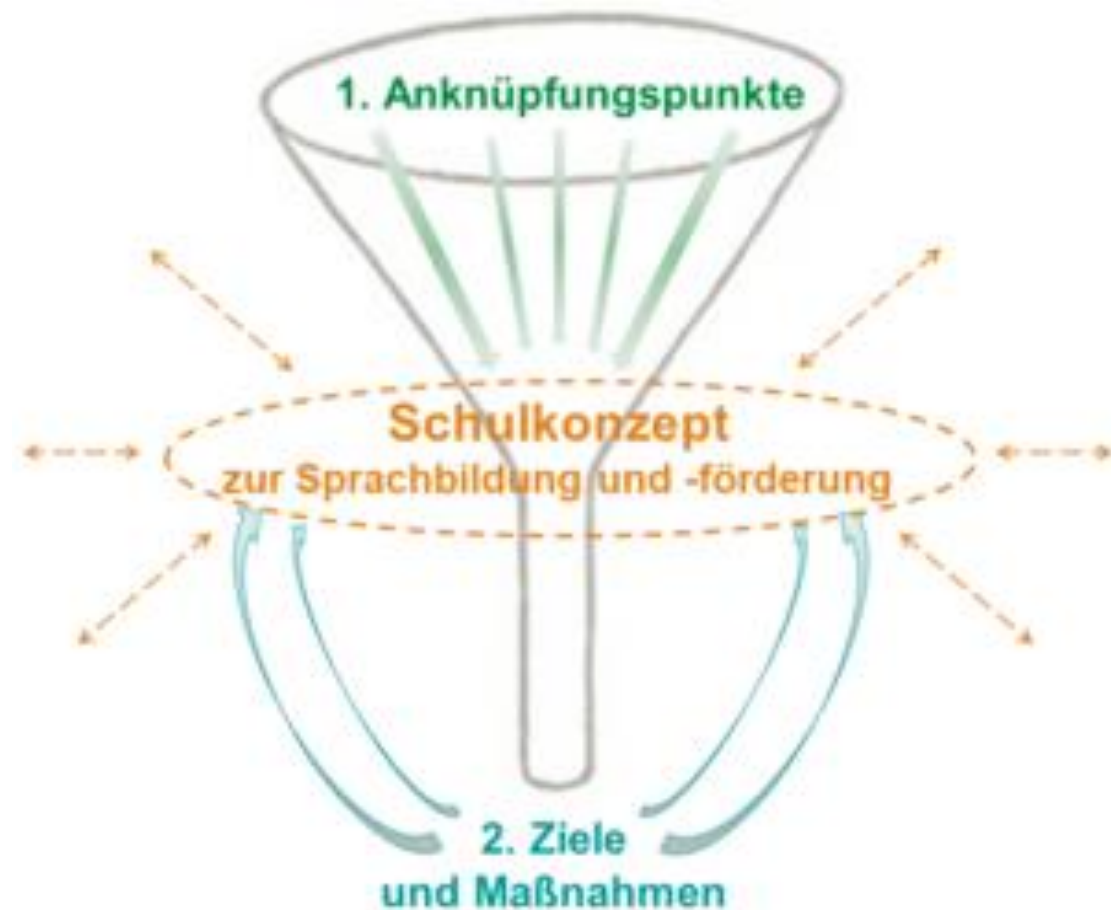 1. Anknüpfungspunkte
Schulkonzept
zur Sprachbildung und -förderung
2. Ziele
und Maßnahmen